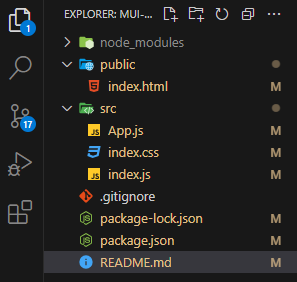 EXPLORER: MUI-...
1
node_modules
public
index.html M
17
src
App.js M
index.css M
index.js M
.gitignore
package-lock.json M
package.json M
README.md M